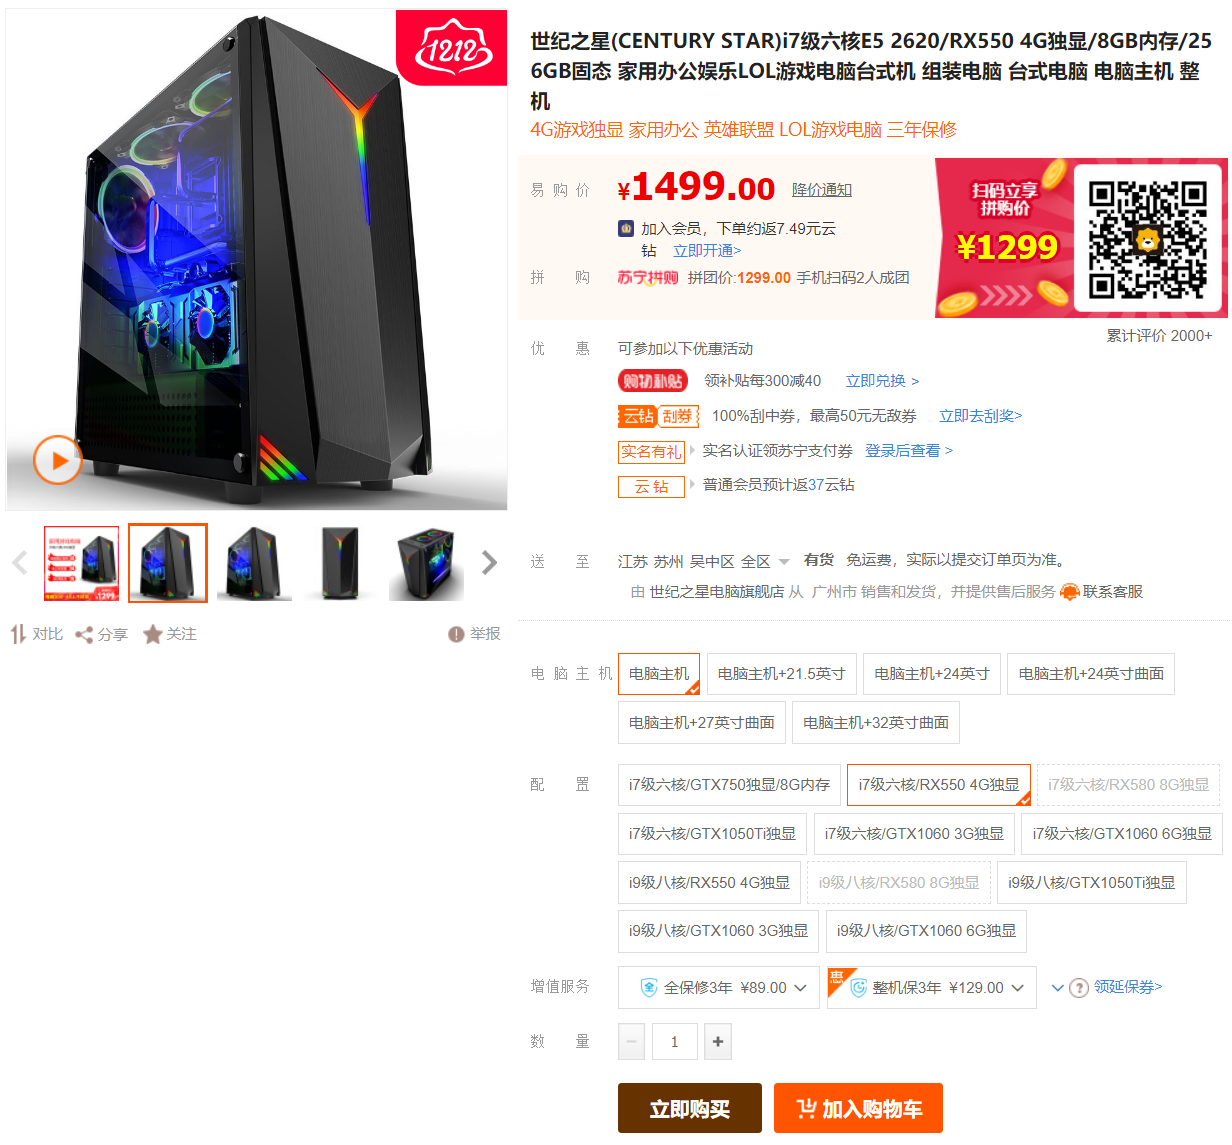 1212
世纪之星(CENTURY STAR)i7级六核E5 2620/RX550 4G独显/8GB内存/25
6GB固态 家用办公娱乐LOL游戏电脑台式机 组装电脑 台式电脑 电脑主机 整
机
4G游戏独显 家用办公 英雄联盟 LOL游戏电脑 三年保修
易购价 ¥1499.00 降价通知
加入会员，下单约返7.49元云
钻 立即开通>
拼购 苏宁拼购 拼团价:1299.00 手机扫码2人成团
扫码立享
拼购价
¥1299
累计评价 2000+
优惠 可参加以下优惠活动
购物补贴 领补贴每300减40 立即兑换 >
云钻 刮券 100%刮中券，最高50元无敌券 立即去刮奖>
实名有礼 实名认证领苏宁支付券 登录后查看 >
云钻 普通会员预计返37云钻
送至 江苏 苏州 吴中区 全区 有货 免运费，实际以提交订单页为准。
由 世纪之星电脑旗舰店 从 广州市 销售和发货，并提供售后服务 联系客服
对比 分享 关注 举报
电脑主机 电脑主机 电脑主机+21.5英寸 电脑主机+24英寸 电脑主机+24英寸曲面
电脑主机+27英寸曲面 电脑主机+32英寸曲面
配置 i7级六核/GTX750独显/8G内存 i7级六核/RX550 4G独显 i7级六核/RX580 8G独显
i7级六核/GTX1050Ti独显 i7级六核/GTX1060 3G独显 i7级六核/GTX1060 6G独显
i9级八核/RX550 4G独显 i9级八核/RX580 8G独显 i9级八核/GTX1050Ti独显
i9级八核/GTX1060 3G独显 i9级八核/GTX1060 6G独显
增值服务 全 全保修3年 ¥89.00 惠 整机保3年 ¥129.00 ? 领延保券>
数量 − 1 +
立即购买 加入购物车